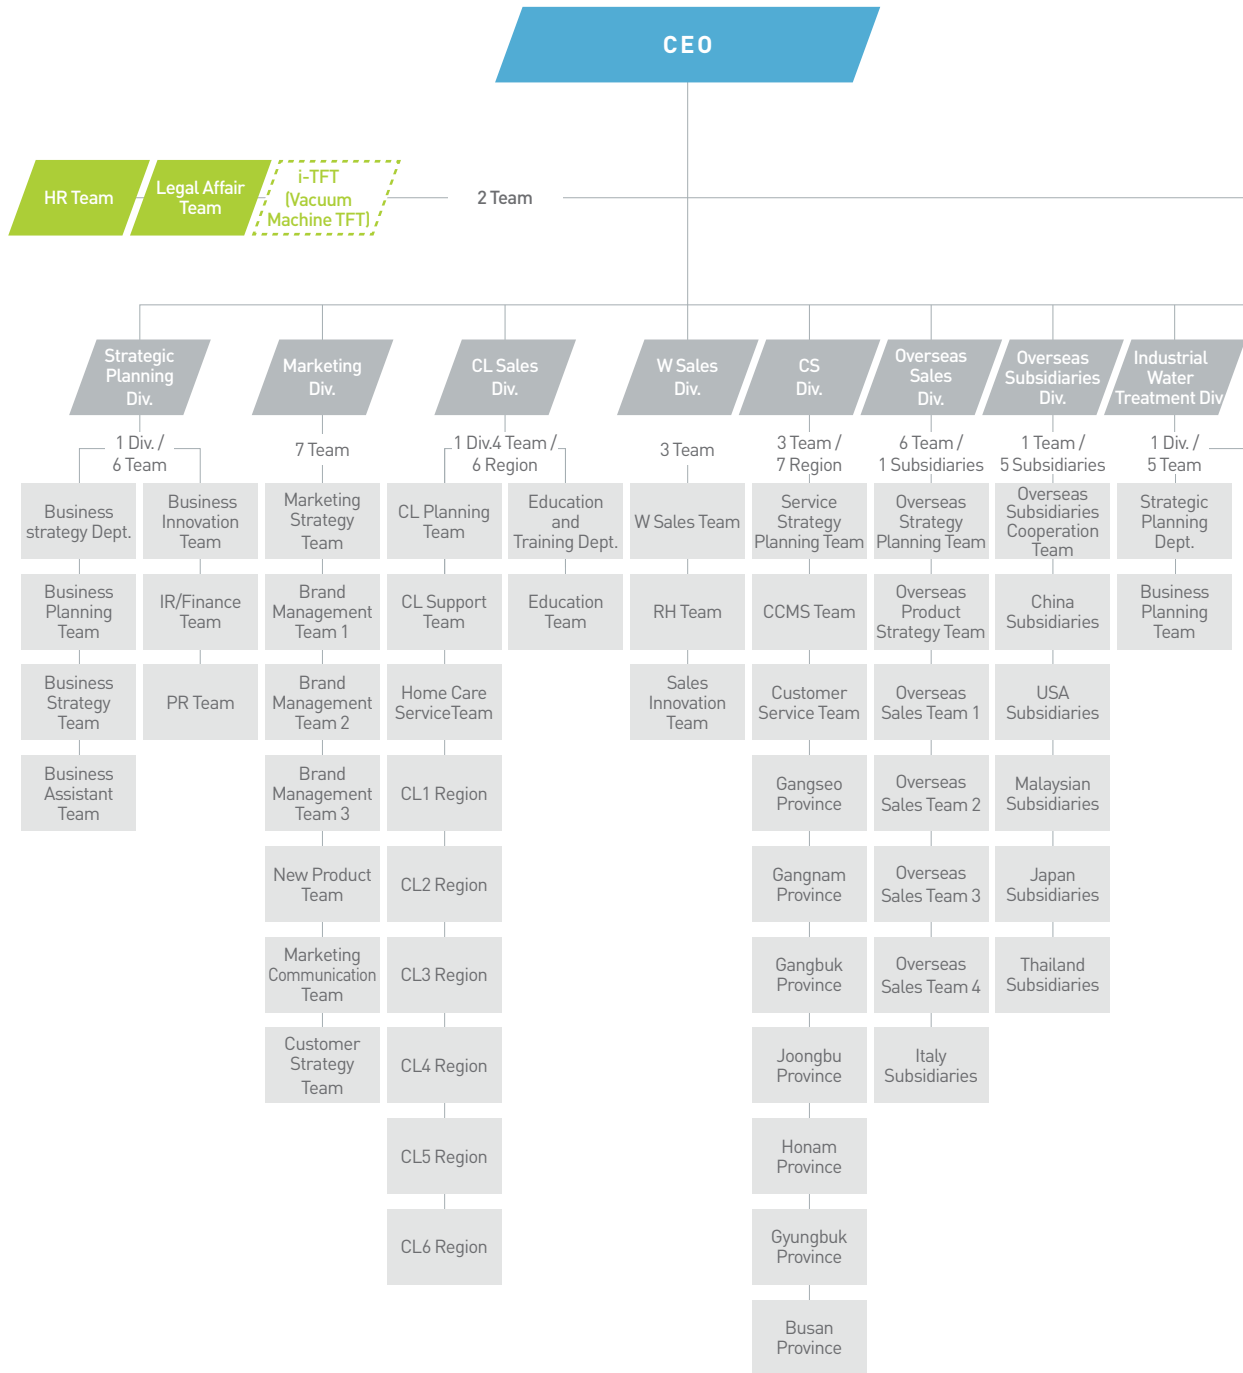 CEO
HR Team
Legal Affair
Team
i-TFT
(Vacuum
Machine TFT)
2 Team
Strategic
Planning
Div.
Marketing
Div.
CL Sales
Div.
W Sales
Div.
CS
Div.
Overseas
Sales
Div.
Overseas
Subsidiaries
Div.
Industrial
Water
Treatment Div
1 Div. /
6 Team
7 Team
1 Div.4 Team /
6 Region
3 Team
3 Team /
7 Region
6 Team /
1 Subsidiaries
1 Team /
5 Subsidiaries
1 Div. /
5 Team
Business
strategy Dept.
Business
Planning
Team
Business
Strategy
Team
Business
Assistant
Team
Business
Innovation
Team
IR/Finance
Team
PR Team
Marketing
Strategy
Team
Brand
Management
Team 1
Brand
Management
Team 2
Brand
Management
Team 3
New Product
Team
Marketing
Communication
Team
Customer
Strategy
Team
CL Planning
Team
CL Support
Team
Home Care
ServiceTeam
CL1 Region
CL2 Region
CL3 Region
CL4 Region
CL5 Region
CL6 Region
Education
and
Training Dept.
Education
Team
W Sales Team
RH Team
Sales
Innovation
Team
Service
Strategy
Planning Team
CCMS Team
Customer
Service Team
Gangseo
Province
Gangnam
Province
Gangbuk
Province
Joongbu
Province
Honam
Province
Gyungbuk
Province
Busan
Province
Overseas
Strategy
Planning Team
Overseas
Product
Strategy Team
Overseas
Sales Team 1
Overseas
Sales Team 2
Overseas
Sales Team 3
Overseas
Sales Team 4
Italy
Subsidiaries
Overseas
Subsidiaries
Cooperation
Team
China
Subsidiaries
USA
Subsidiaries
Malaysian
Subsidiaries
Japan
Subsidiaries
Thailand
Subsidiaries
Strategic
Planning
Dept.
Business
Planning
Team